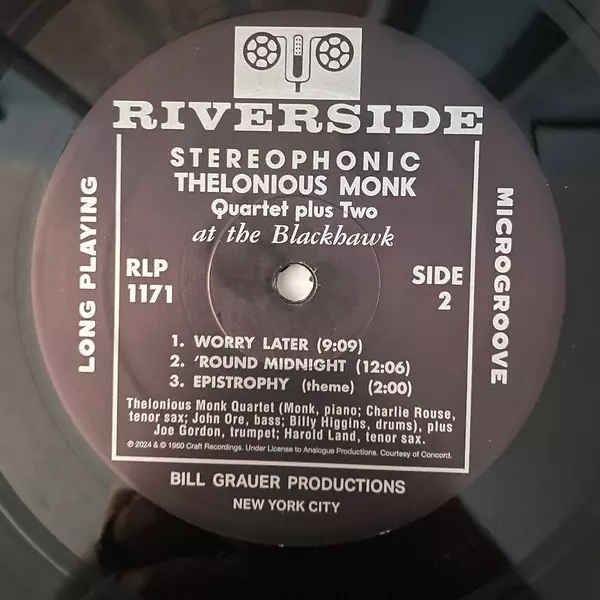 RIVERSIDE
STEREOPHONIC
THELONIOUS MONK
Quartet plus Two
at the Blackhawk
LONG PLAYING
MICROGROOVE
RLP
1171
SIDE
2
1. WORRY LATER (9:09)
2. 'ROUND MIDNIGHT (12:06)
3. EPISTROPHY (theme) (2:00)
Thelonious Monk Quartet (Monk, piano; Charlie Rouse,
tenor sax; John Ore, bass; Billy Higgins, drums), plus
Joe Gordon, trumpet; Harold Land, tenor sax.
℗ 2024 & © 1960 Craft Recordings. Under License to Analogue Productions. Courtesy of Concord.
BILL GRAUER PRODUCTIONS
NEW YORK CITY